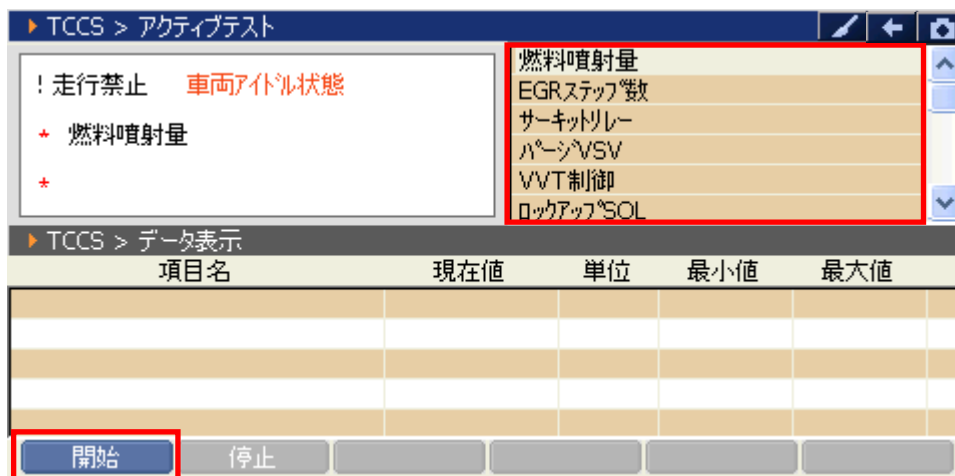 TCCS > アクティブテスト
! 走行禁止 車両ｱｲﾄﾞﾙ状態
* 燃料噴射量
*
燃料噴射量
EGRｽﾃｯﾌﾟ数
ｻｰｷｯﾄﾘﾚｰ
ﾊﾟｰｼﾞVSV
VVT制御
ﾛｯｸｱｯﾌﾟSOL
TCCS > データ表示
項目名 現在値 単位 最小値 最大値
開始 停止